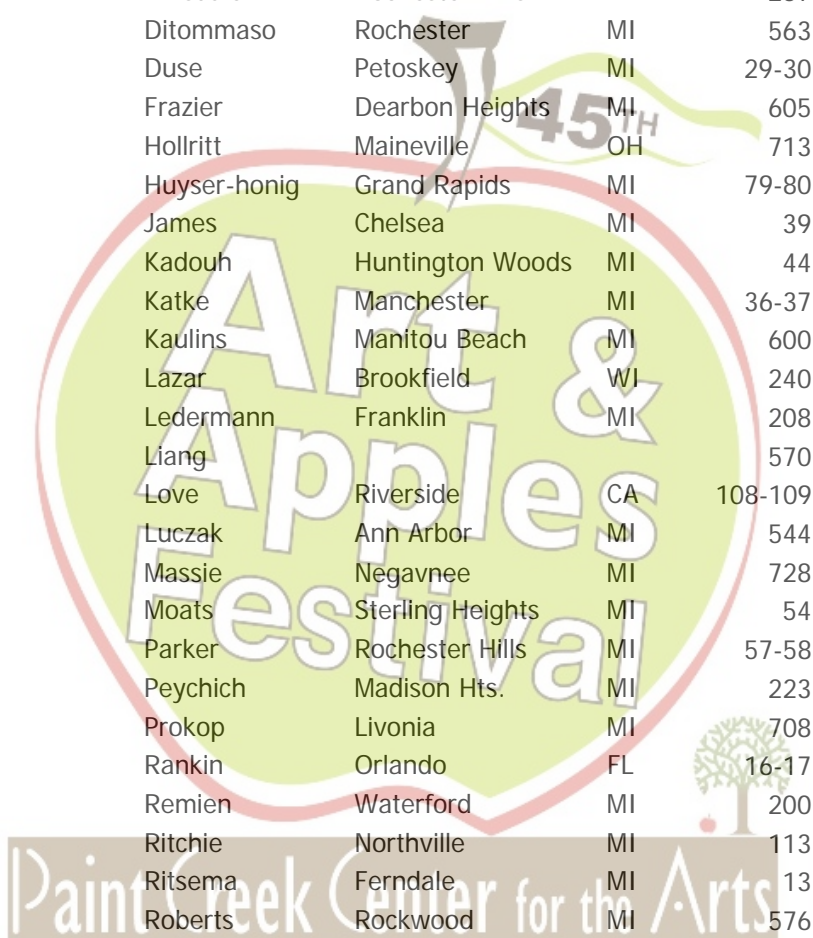 Ditommaso Rochester MI 563
Duse Petoskey MI 29-30
Frazier Dearbon Heights MI 605
Hollritt Maineville OH 713
Huyser-honig Grand Rapids MI 79-80
James Chelsea MI 39
Kadouh Huntington Woods MI 44
Katke Manchester MI 36-37
Kaulins Manitou Beach MI 600
Lazar Brookfield WI 240
Ledermann Franklin MI 208
Liang 570
Love Riverside CA 108-109
Luczak Ann Arbor MI 544
Massie Negavnee MI 728
Moats Sterling Heights MI 54
Parker Rochester Hills MI 57-58
Peychich Madison Hts. MI 223
Prokop Livonia MI 708
Rankin Orlando FL 16-17
Remien Waterford MI 200
Ritchie Northville MI 113
Ritsema Ferndale MI 13
Roberts Rockwood MI 576
45TH
Art &
Apples
Festival
Paint Creek Center for the Arts